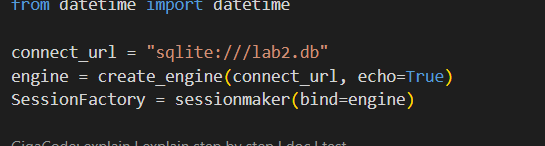 from datetime import datetime
connect_url = "sqlite:///lab2.db"
engine = create_engine(connect_url, echo=True)
SessionFactory = sessionmaker(bind=engine)
GigaCode: explain | explain step by step | doc | test